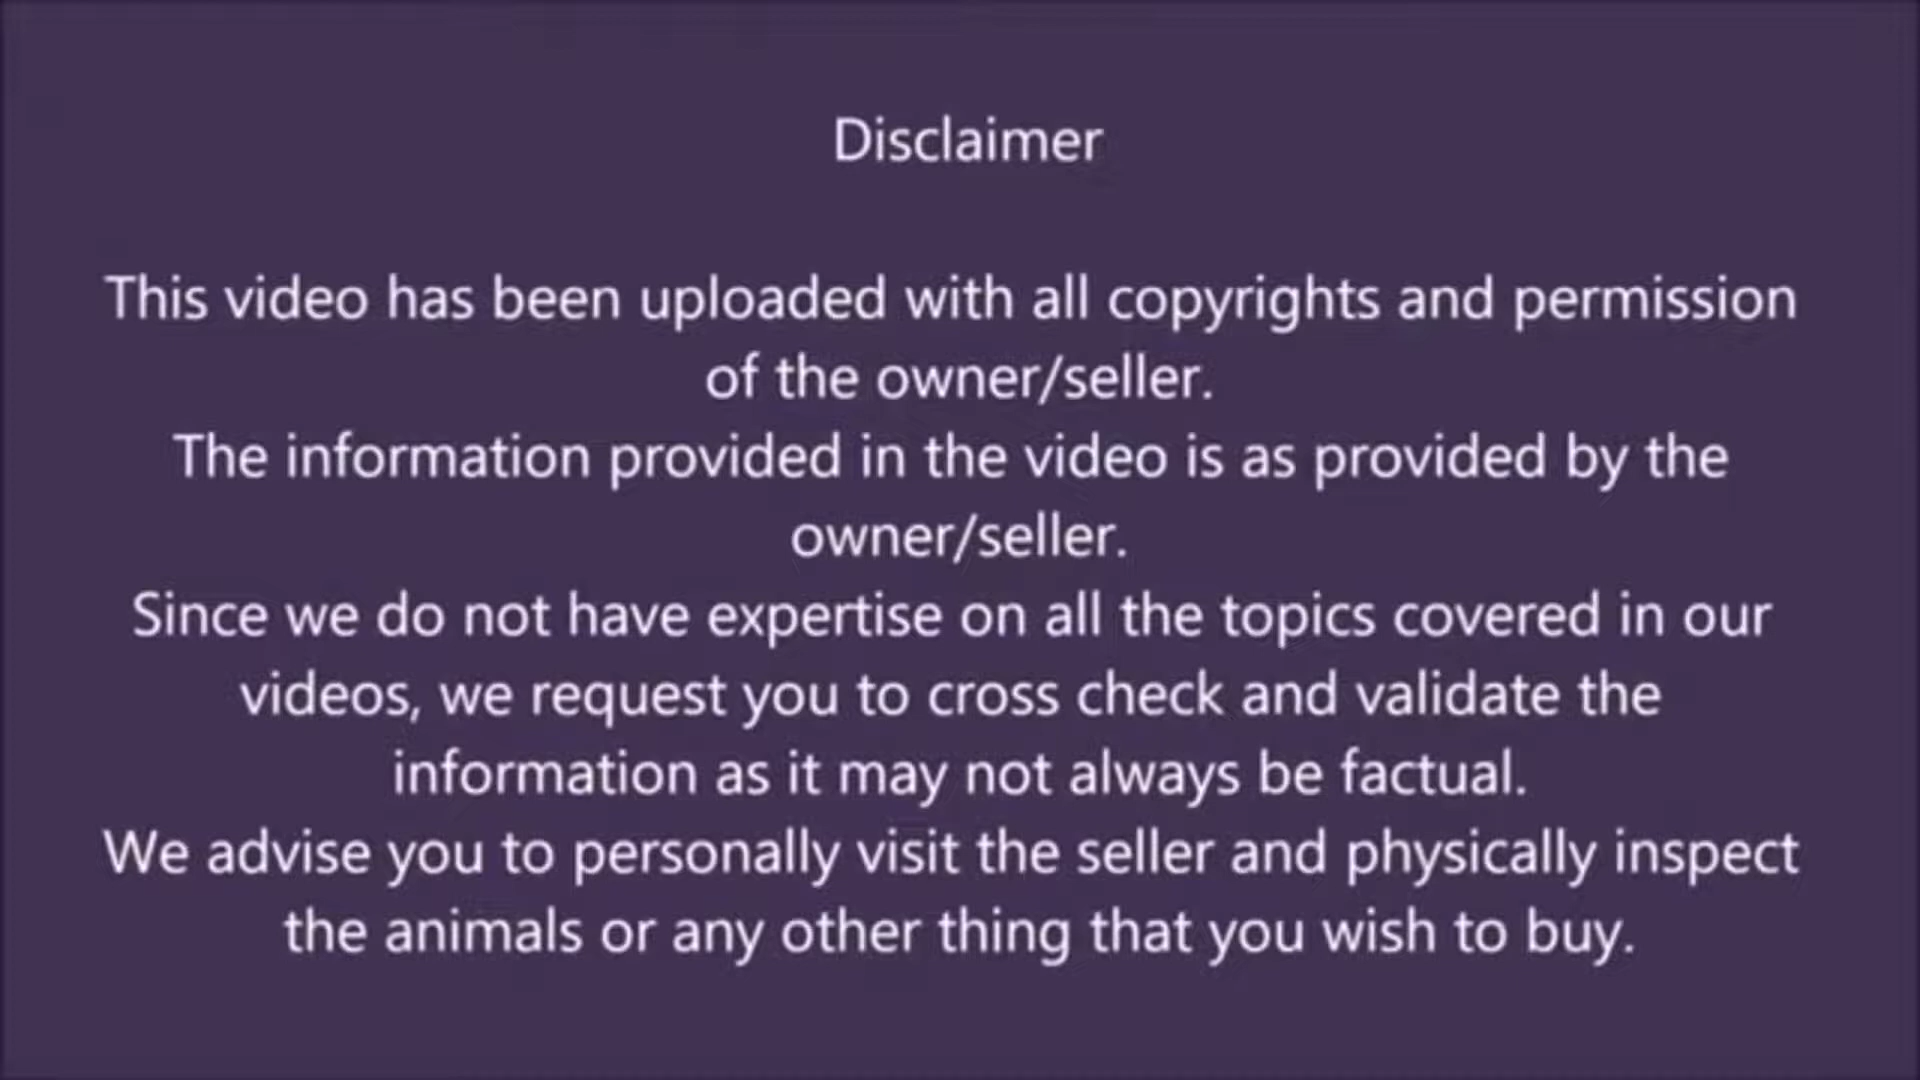 Disclaimer
This video has been uploaded with all copyrights and permission
of the owner/seller.
The information provided in the video is as provided by the
owner/seller.
Since we do not have expertise on all the topics covered in our
videos, we request you to cross check and validate the
information as it may not always be factual.
We advise you to personally visit the seller and physically inspect
the animals or any other thing that you wish to buy.